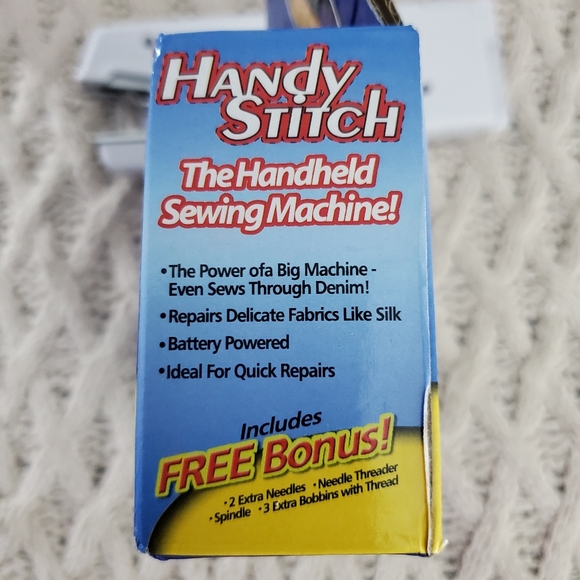 HANDY
STITCH
The Handheld
Sewing Machine!
• The Power ofa Big Machine -
Even Sews Through Denim!
• Repairs Delicate Fabrics Like Silk
• Battery Powered
• Ideal For Quick Repairs
Includes
FREE Bonus!
• 2 Extra Needles • Needle Threader
• Spindle • 3 Extra Bobbins with Thread